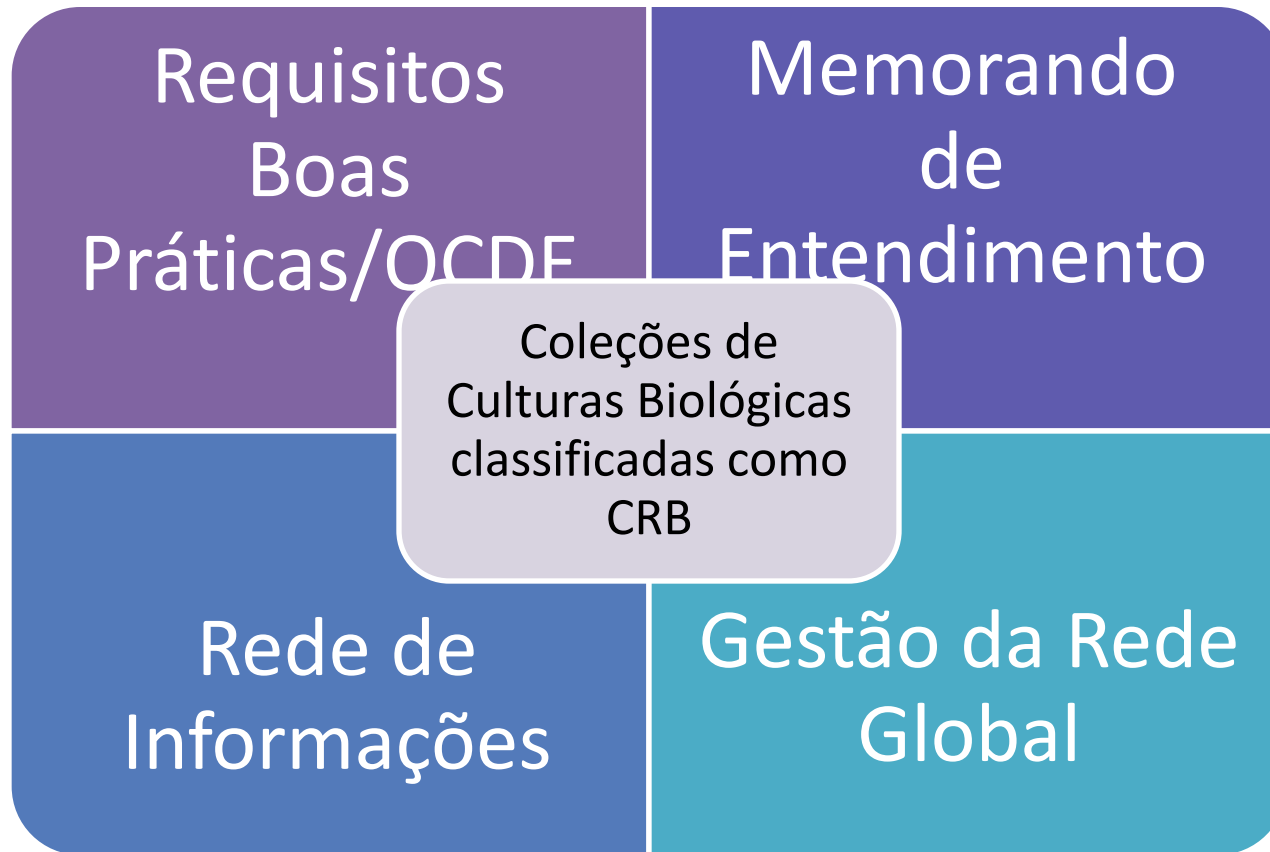 Requisitos
Boas
Práticas/OCDE
Memorando
de
Entendimento
Coleções de
Culturas Biológicas
classificadas como
CRB
Rede de
Informações
Gestão da Rede
Global